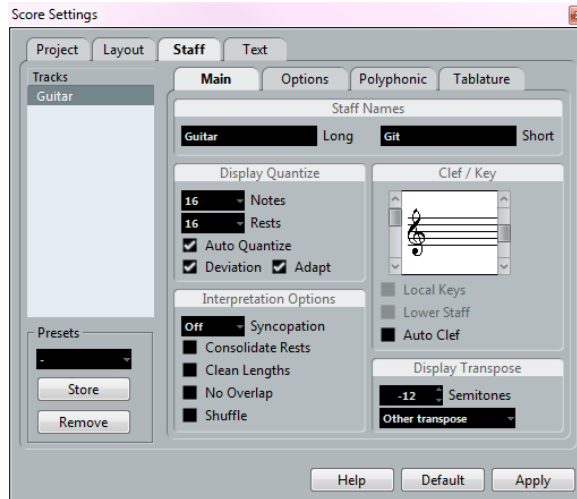 Score Settings
Project Layout Staff Text
Tracks
Guitar
Main Options Polyphonic Tablature
Staff Names
Guitar Long Git Short
Display Quantize
16 Notes
16 Rests
Auto Quantize
Deviation Adapt
Clef / Key
Local Keys
Lower Staff
Auto Clef
Interpretation Options
Off Syncopation
Consolidate Rests
Clean Lengths
No Overlap
Shuffle
Display Transpose
-12 Semitones
Other transpose
Presets
-
Store
Remove
Help Default Apply